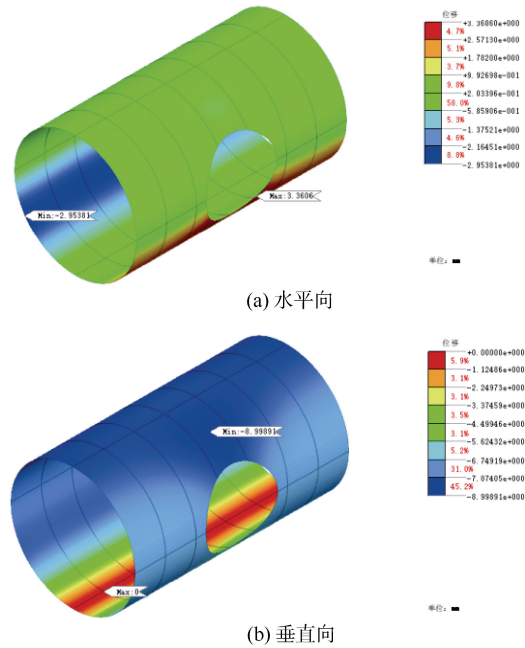 位移
+3.36060e+000
4.7%
+2.57130e+000
5.1%
+1.78200e+000
3.7%
+9.92698e-001
9.8%
+2.03396e-001
58.0%
-5.85906e-001
5.3%
-1.37521e+000
4.6%
-2.16451e+000
8.8%
-2.95381e+000
Min:-2.95381
Max:3.3606
单位:
(a) 水平向
位移
+0.00000e+000
5.9%
-1.12486e+000
3.1%
-2.24973e+000
3.1%
-3.37459e+000
3.5%
-4.49946e+000
3.1%
-5.62432e+000
5.2%
-6.74919e+000
31.0%
-7.87405e+000
45.2%
-8.99891e+000
Min:-8.99891
Max:0
单位:
(b) 垂直向